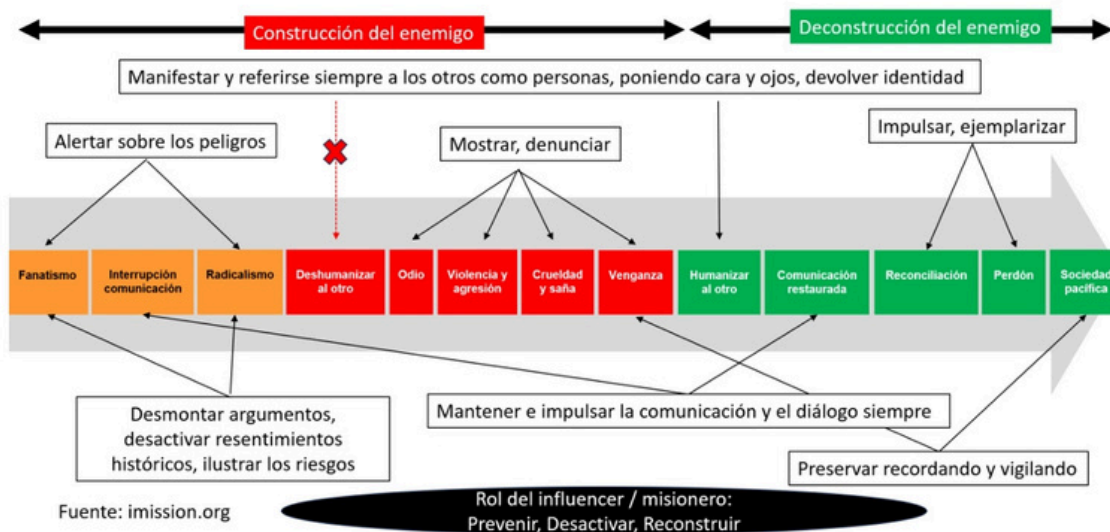 Construcción del enemigo
Deconstrucción del enemigo
Manifestar y referirse siempre a los otros como personas, poniendo cara y ojos, devolver identidad
Alertar sobre los peligros
Mostrar, denunciar
Impulsar, ejemplarizar
Fanatismo
Interrupción
comunicación
Radicalismo
Deshumanizar
al otro
Odio
Violencia y
agresión
Crueldad
y saña
Venganza
Humanizar
al otro
Comunicación
restaurada
Reconciliación
Perdón
Sociedad
pacífica
Desmontar argumentos,
desactivar resentimientos
históricos, ilustrar los riesgos
Mantener e impulsar la comunicación y el diálogo siempre
Preservar recordando y vigilando
Fuente: imission.org
Rol del influencer / misionero:
Prevenir, Desactivar, Reconstruir